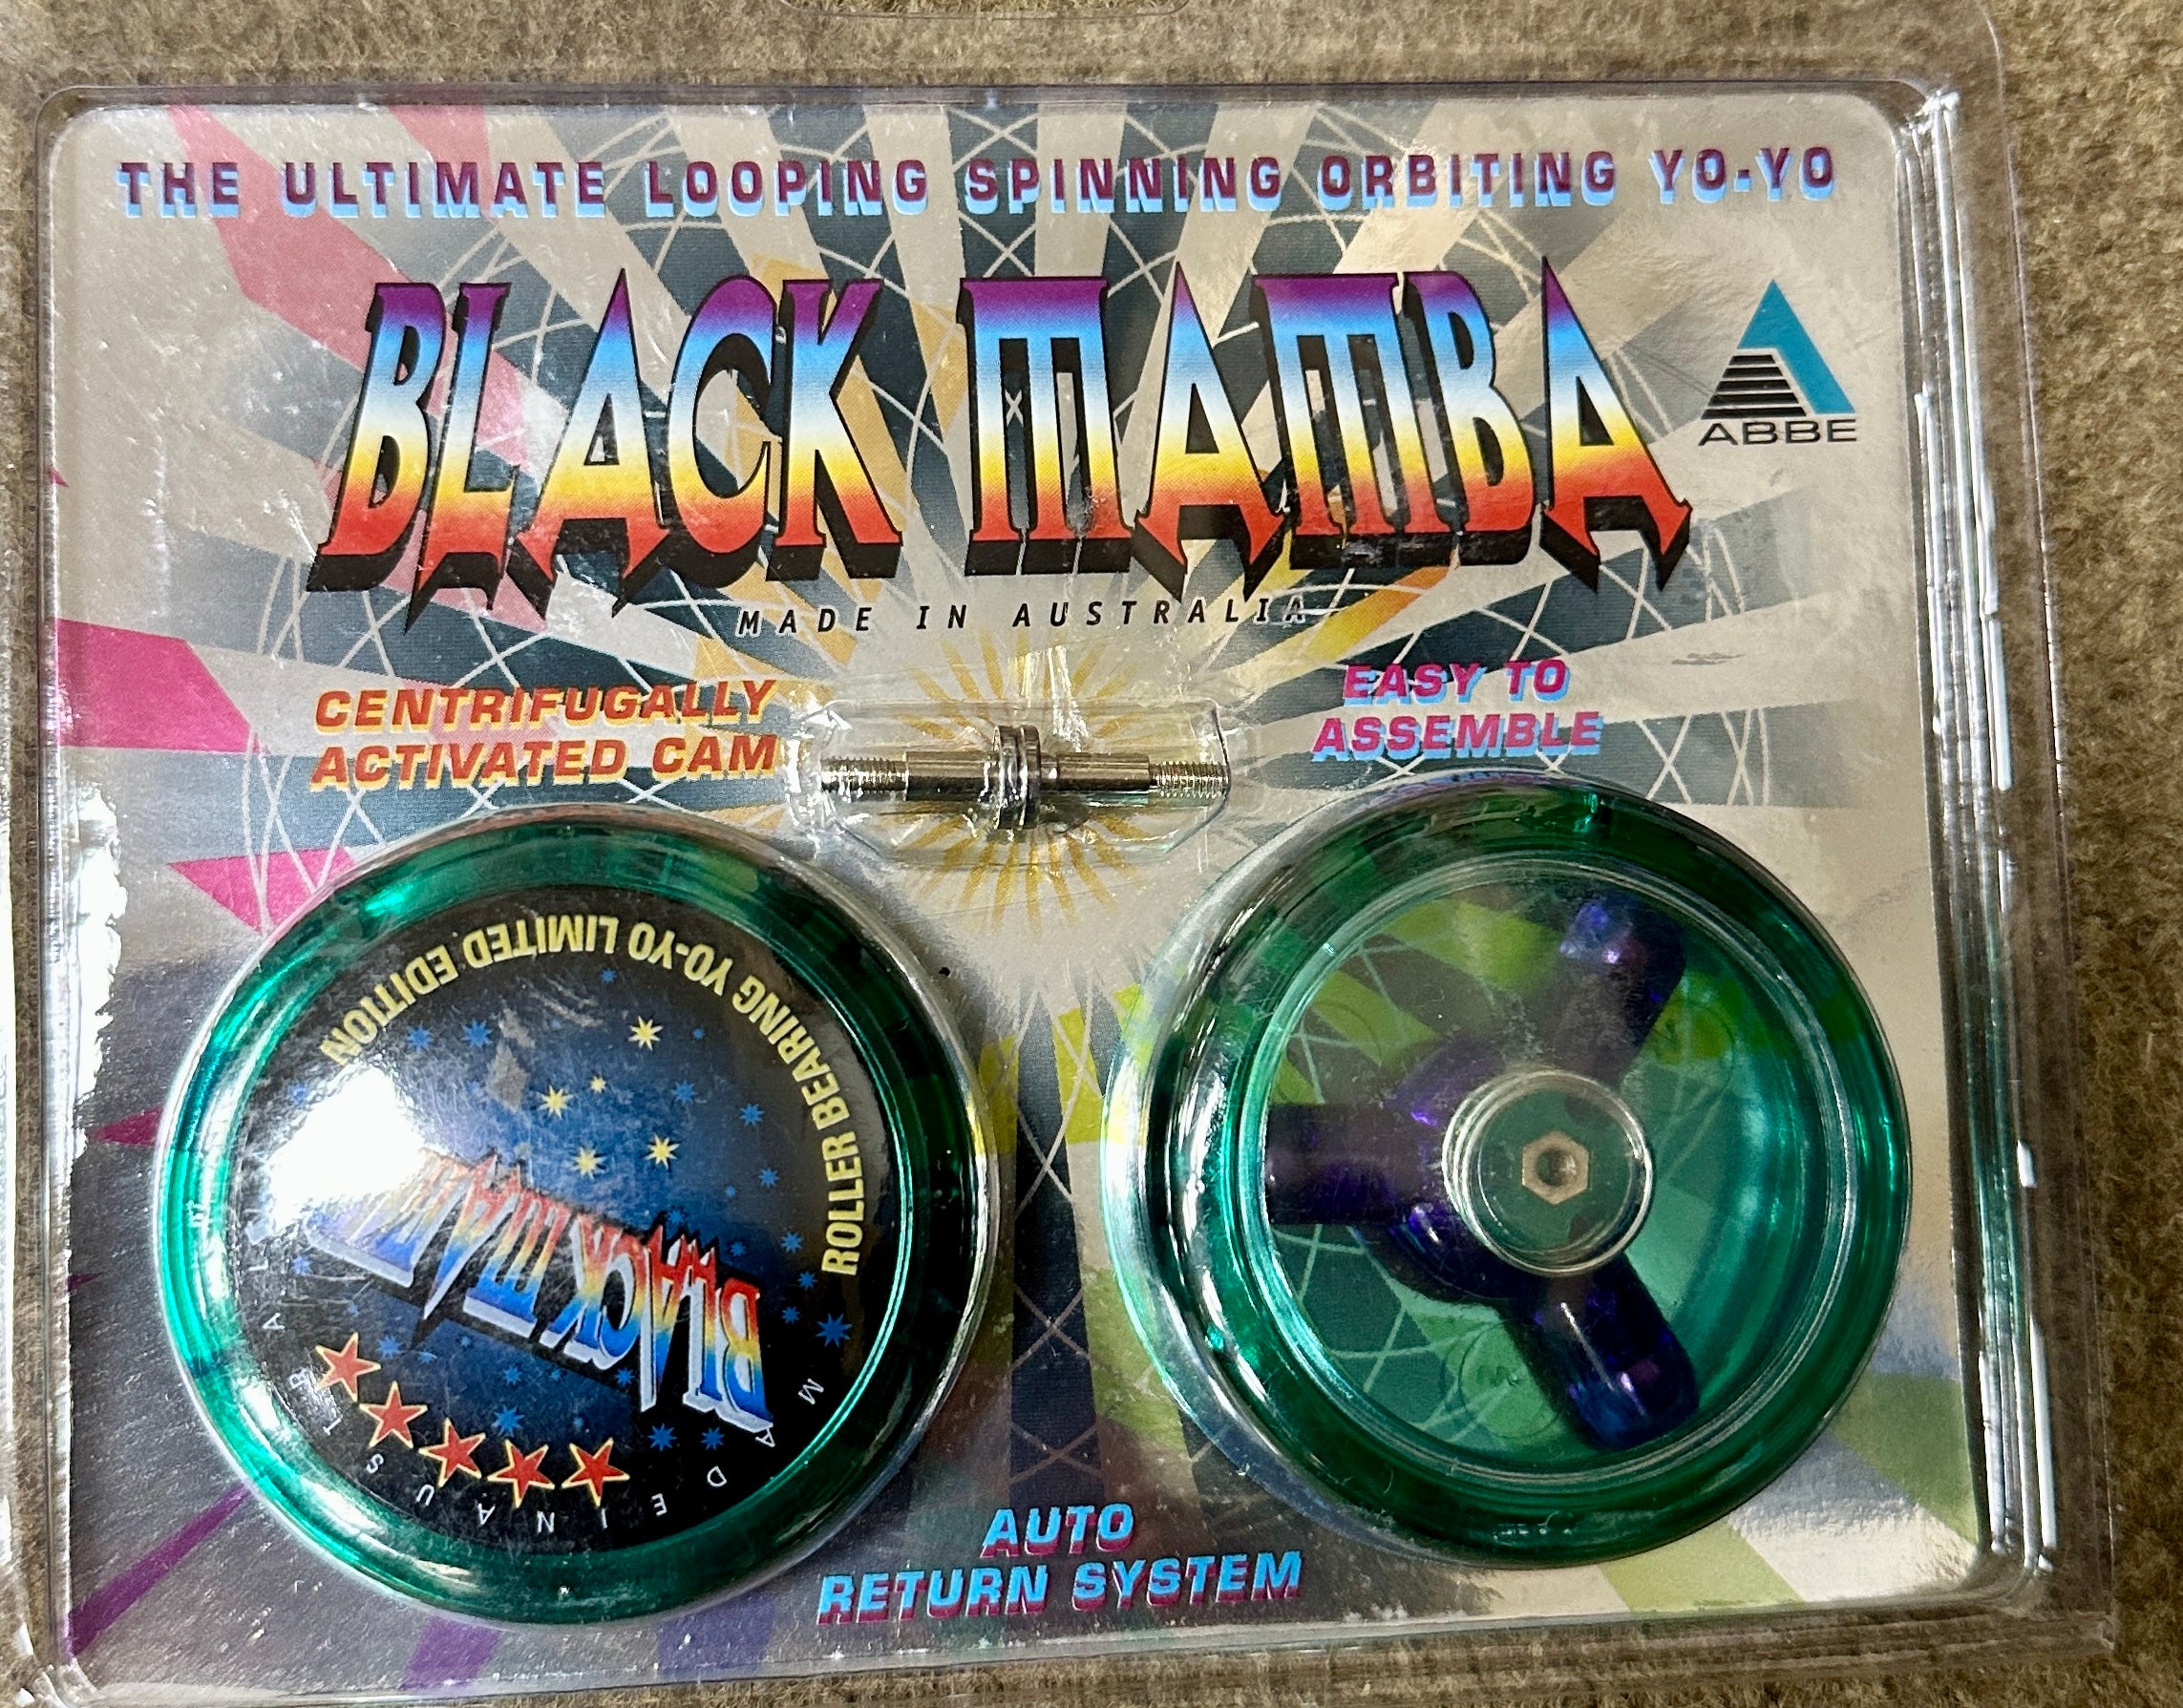 THE ULTIMATE LOOPING SPINNING ORBITING YO-YO
BLACK MAMBA
ABBE
MADE IN AUSTRALIA
CENTRIFUGALLY
ACTIVATED CAM
EASY TO
ASSEMBLE
ROLLER BEARING YO-YO LIMITED EDITION
BLACK MAM
MADE IN AUSTRALIA
AUTO
RETURN SYSTEM